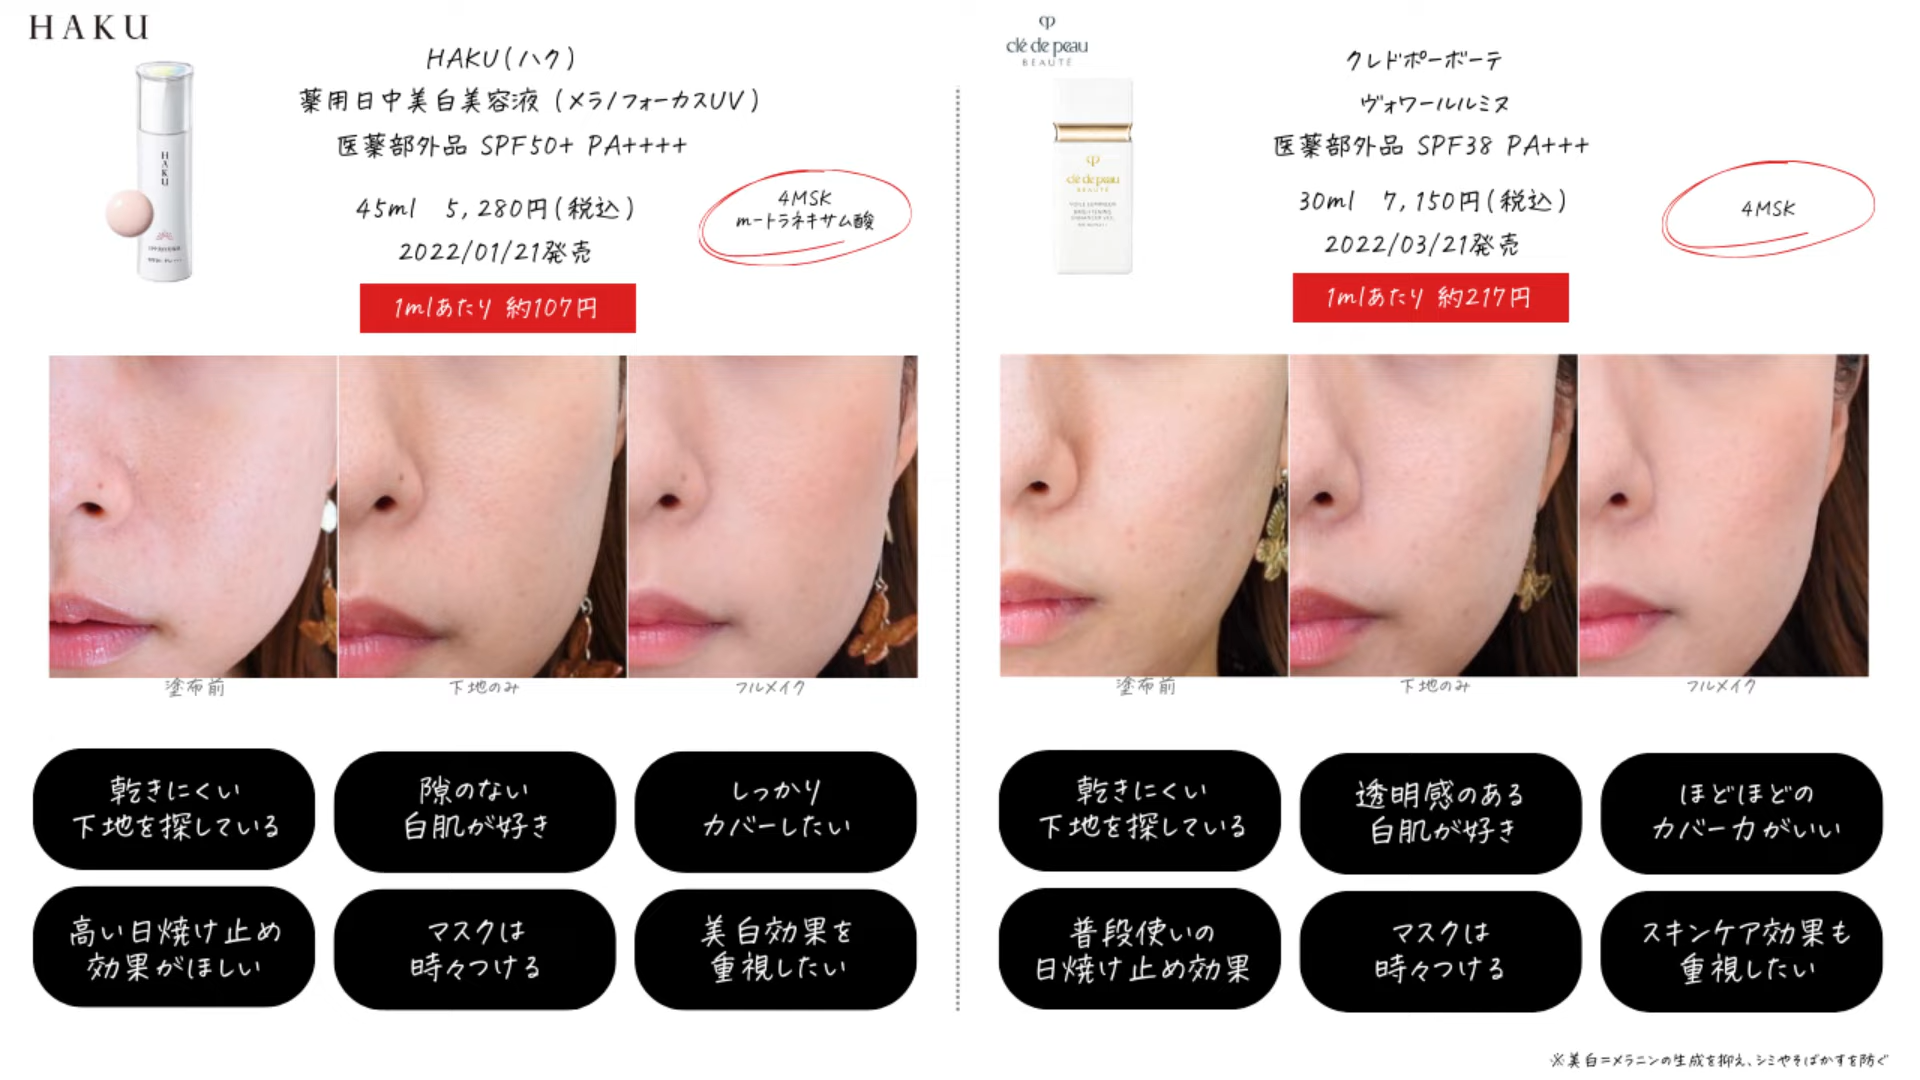 HAKU
HAKU(ハク)
薬用日中美白美容液 (メラノフォーカスUV)
医薬部外品 SPF50+ PA++++
45ml 5,280円(税込)
2022/01/21発売
1mlあたり 約107円
4MSK
m-トラネキサム酸
HAKU
塗布前
下地のみ
フルメイク
乾きにくい
下地を探している
隙のない
白肌が好き
しっかり
カバーしたい
高い日焼け止め
効果がほしい
マスクは
時々つける
美白効果を
重視したい
clé de peau
BEAUTÉ
クレドポーボーテ
ヴォワールルミヌ
医薬部外品 SPF38 PA+++
30ml 7,150円(税込)
2022/03/21発売
1mlあたり 約217円
4MSK
clé de peau
BEAUTÉ
塗布前
下地のみ
フルメイク
乾きにくい
下地を探している
透明感のある
白肌が好き
ほどほどの
カバー力がいい
普段使いの
日焼け止め効果
マスクは
時々つける
スキンケア効果も
重視したい
※美白=メラニンの生成を抑え、シミやそばかすを防ぐ